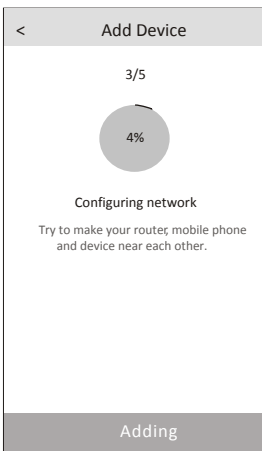 < Add Device
3/5
4%
Configuring network
Try to make your router, mobile phone
and device near each other.
Adding